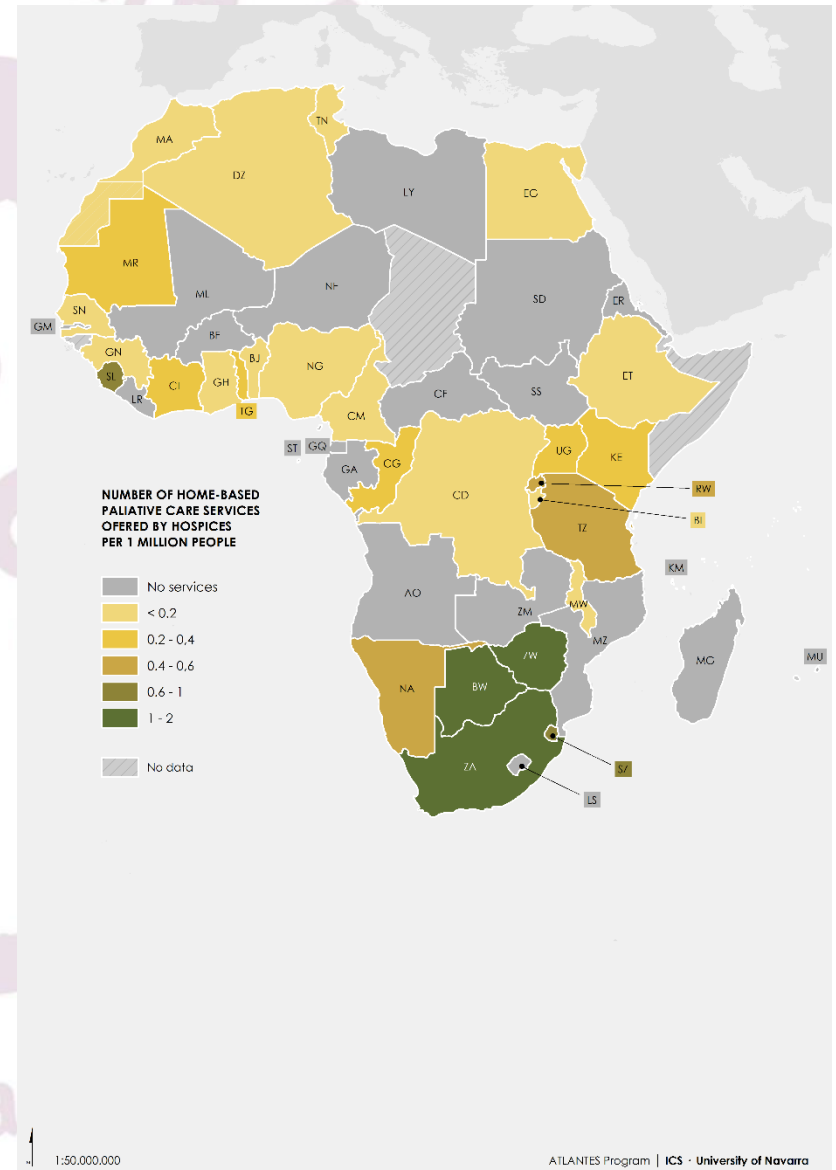 MA
DZ
TN
LY
EG
MR
ML
NE
SD
ER
SN
GM
BF
GN
SL
LR
CI
GH
TG
BJ
NG
CM
CF
SS
ET
ST
GQ
GA
CG
CD
UG
KE
RW
BI
TZ
KM
AO
ZM
MW
MZ
MG
MU
NA
BW
ZW
ZA
SZ
LS
NUMBER OF HOME-BASED
PALIATIVE CARE SERVICES
OFERED BY HOSPICES
PER 1 MILLION PEOPLE
No services
< 0.2
0.2 - 0,4
0.4 - 0,6
0.6 - 1
1 - 2
No data
1:50.000.000
ATLANTES Program | ICS · University of Navarra